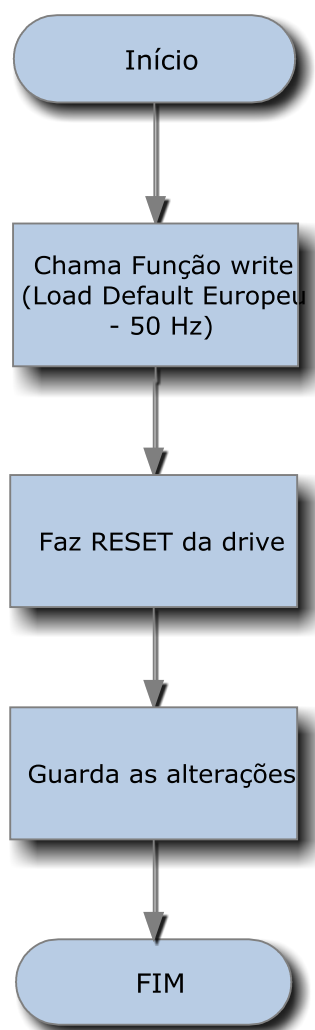 Início
Chama Função write
(Load Default Europeu
- 50 Hz)
Faz RESET da drive
Guarda as alterações
FIM